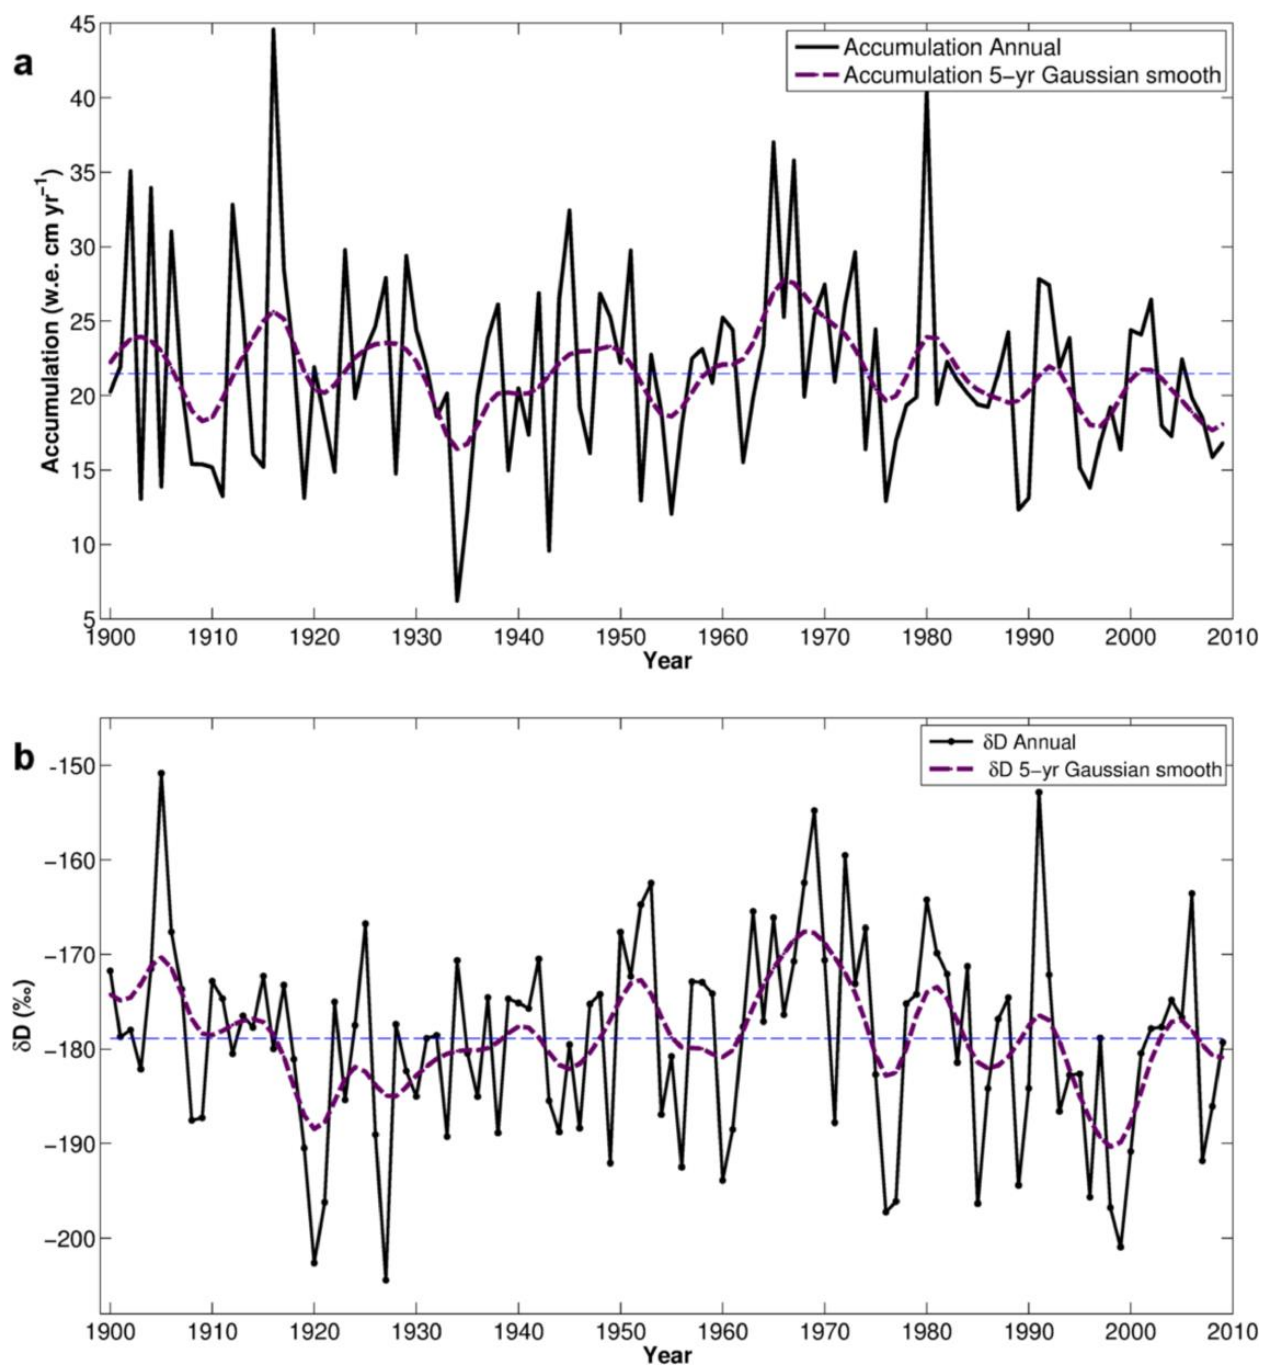 a
Accumulation Annual
Accumulation 5−yr Gaussian smooth
45
40
35
30
25
20
15
10
5
Accumulation (w.e. cm yr−1)
1900 1910 1920 1930 1940 1950 1960 1970 1980 1990 2000 2010
Year
b
δD Annual
δD 5−yr Gaussian smooth
-150
−160
−170
−180
−190
-200
δD (‰)
1900 1910 1920 1930 1940 1950 1960 1970 1980 1990 2000 2010
Year